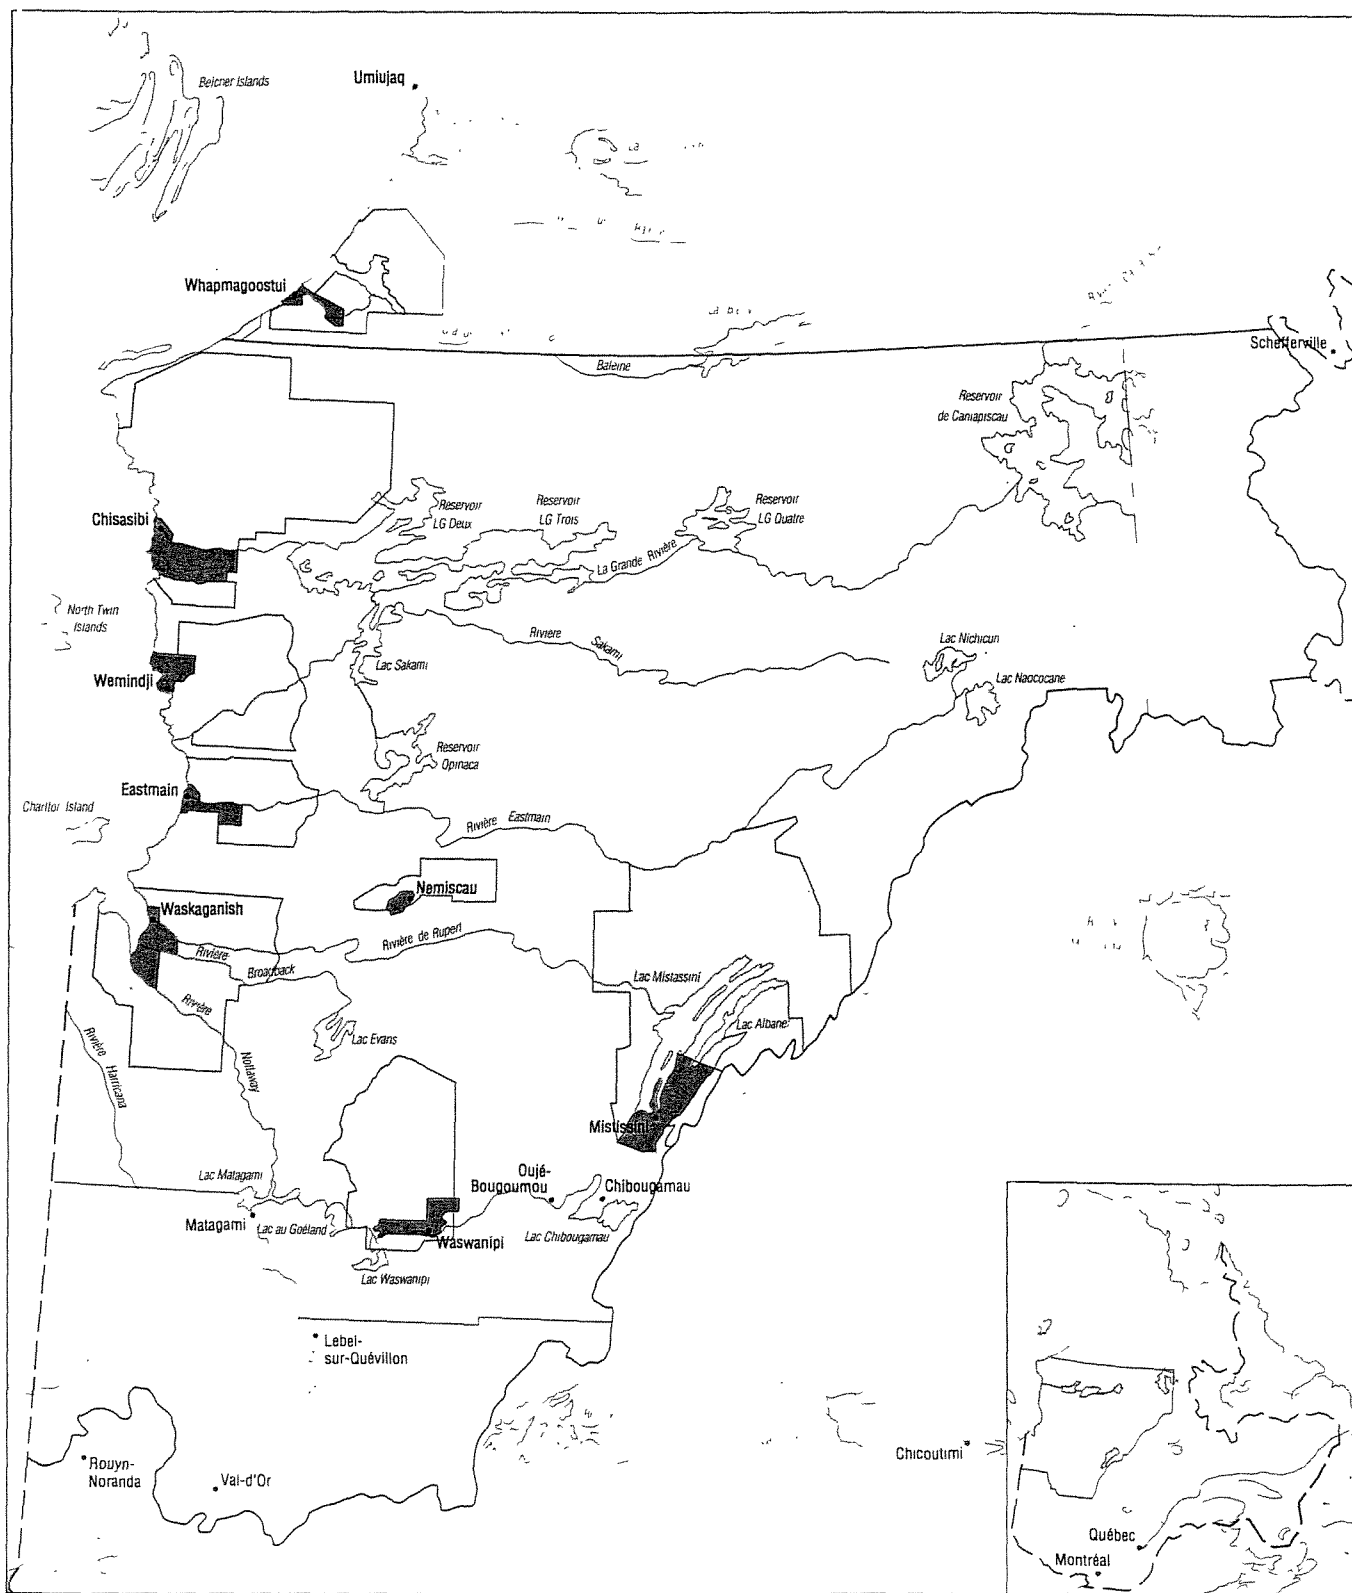 Belcner Islands
Umiujaq
Whapmagoostui
Schefferville
Baleine
Reservoir
de Caniapiscau
Chisasibi
Reservoir
LG Deux
Reservoir
LG Trois
Reservoir
LG Quatre
La Grande Rivière
North Twin
Islands
Rivière
Sakami
Lac Nichicun
Wemindji
Lac Sakami
Lac Naococane
Reservoir
Opinaca
Eastmain
Charlton Island
Rivière Eastmain
Nemiscau
Waskaganish
Rivière
Rivière de Rupert
Broadback
Lac Mistassini
Rivière
Lac Albane
Lac Evans
Rivière Harricana
Nottaway
Mistissini
Lac Matagami
Oujé-
Bougoumou
Chibougamau
Matagami
Lac au Goéland
Waswanipi
Lac Chibougamau
Lac Waswanipi
Lebel-
sur-Quévillon
Chicoutimi
Rouyn-
Noranda
Val-d'Or
Québec
Montréal